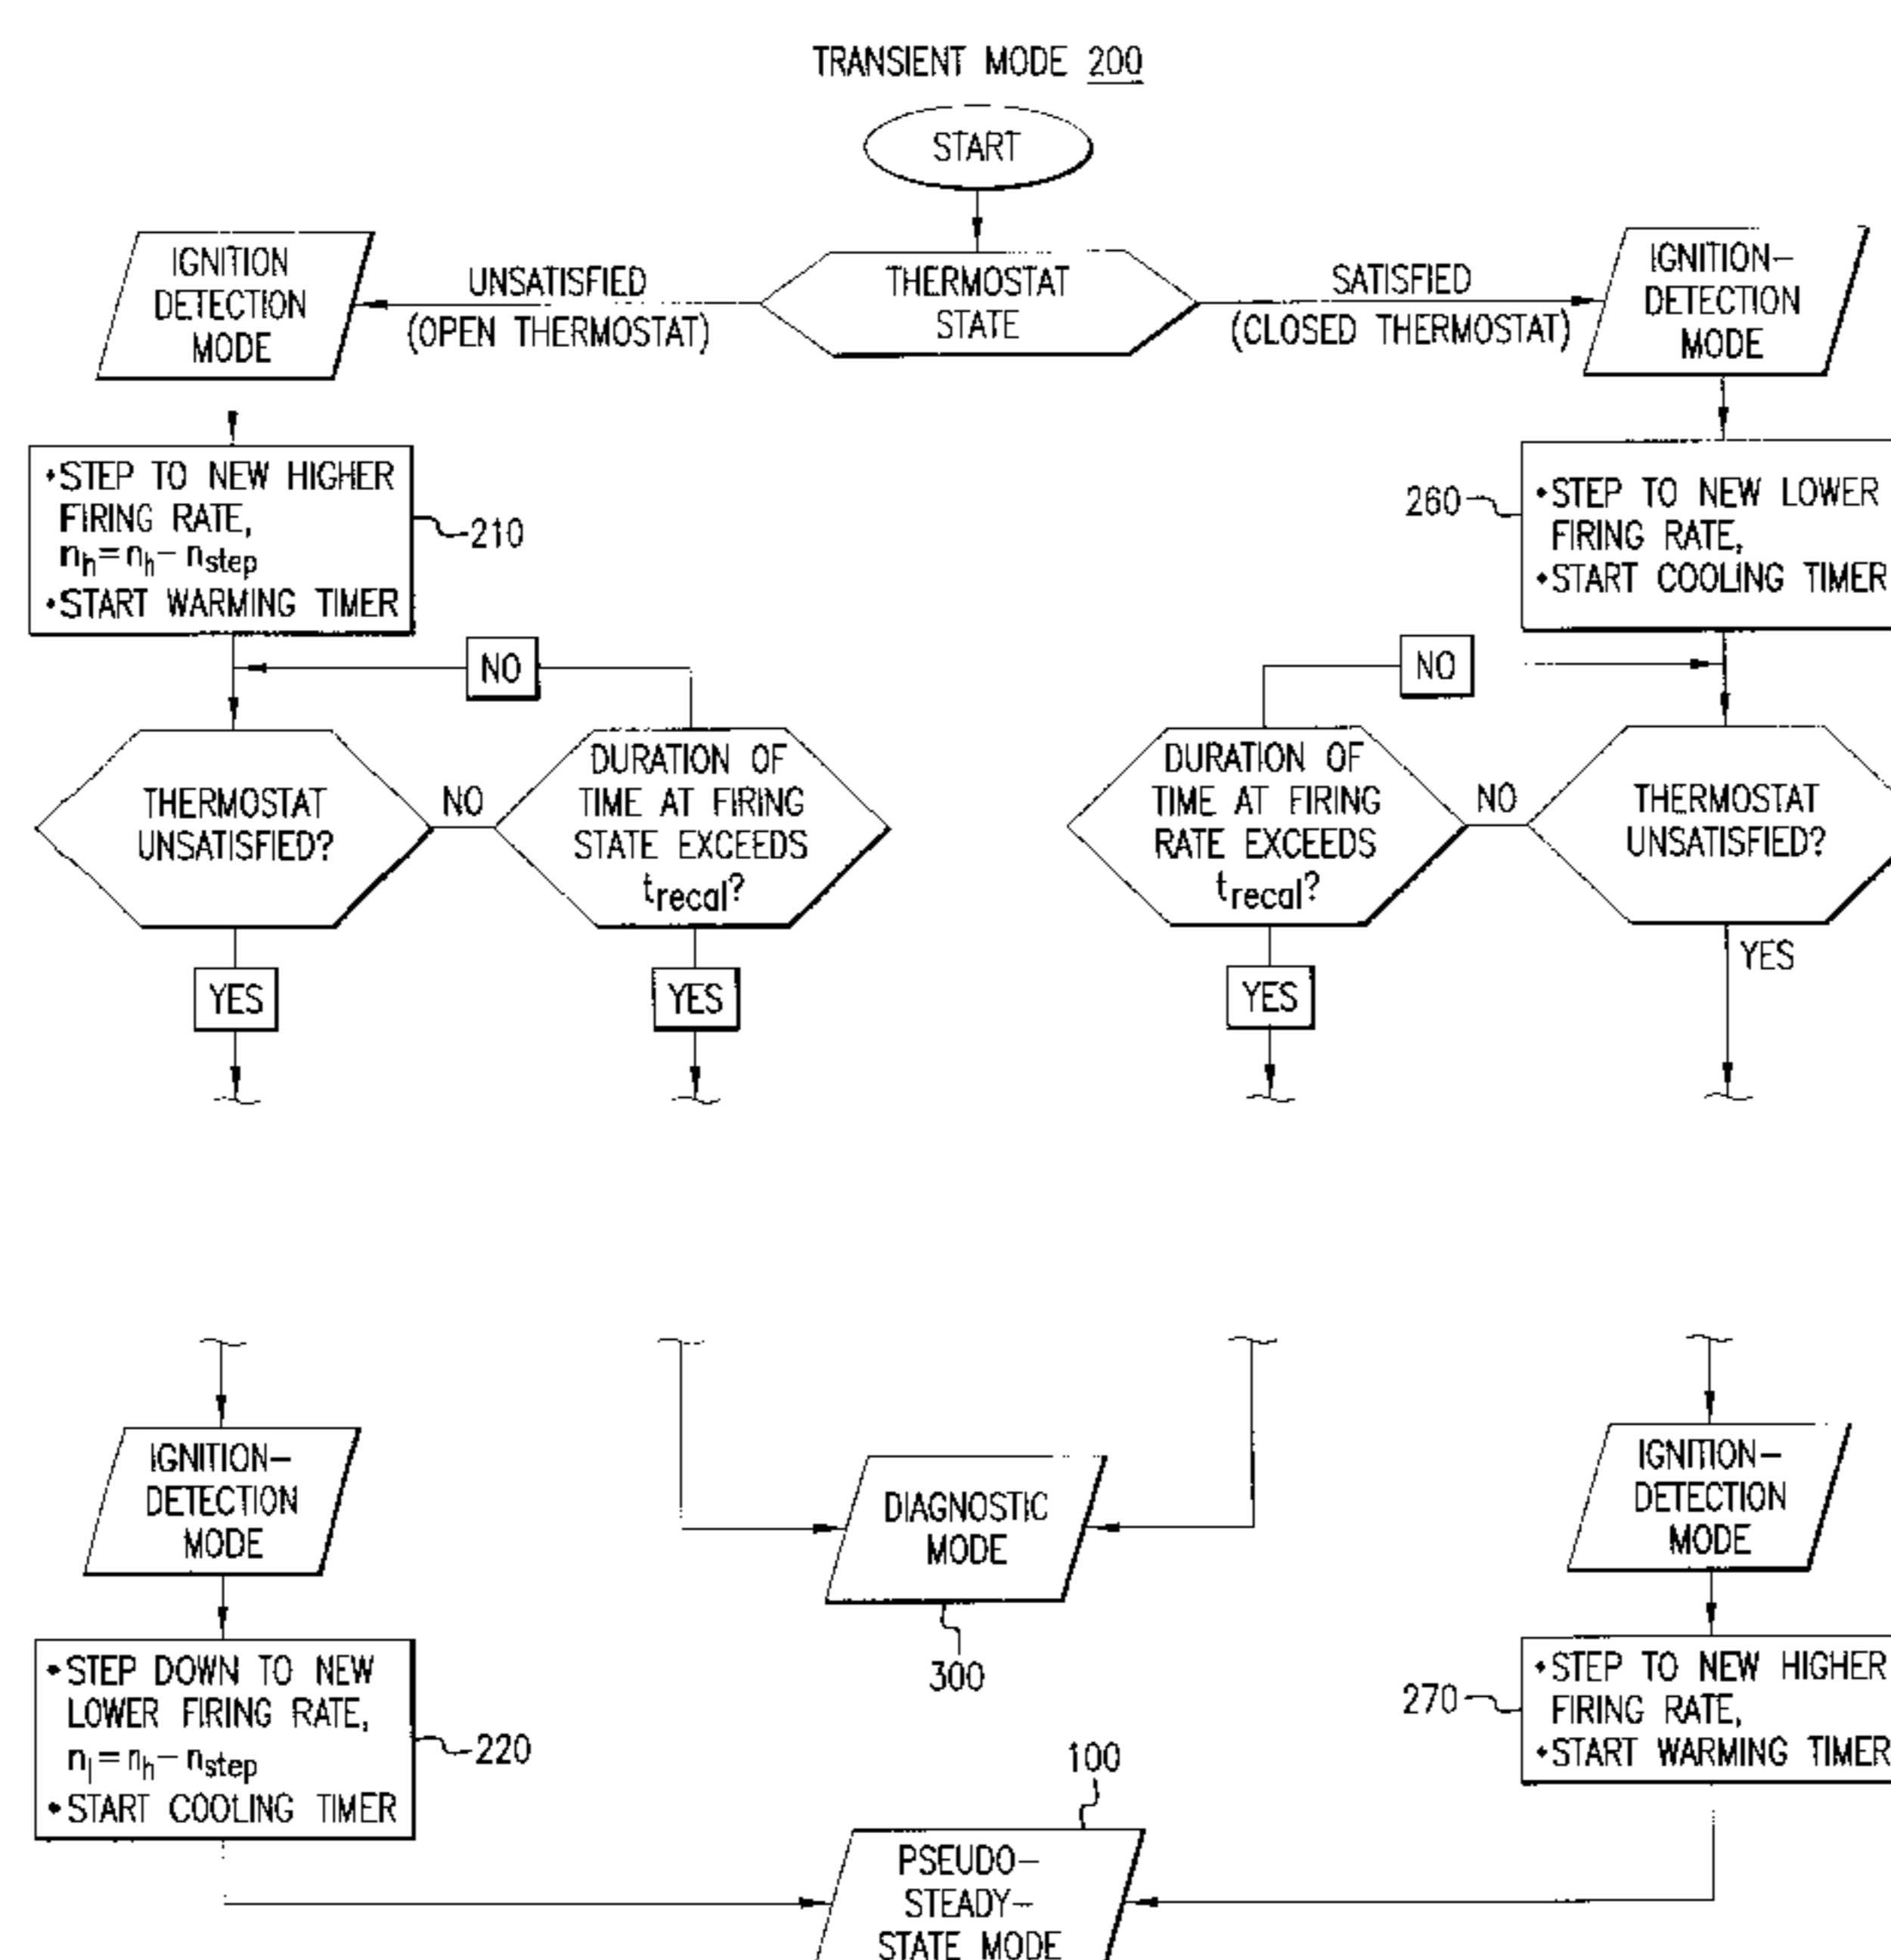 TRANSIENT MODE 200
START
IGNITION
DETECTION
MODE
UNSATISFIED
(OPEN THERMOSTAT)
THERMOSTAT
STATE
SATISFIED
(CLOSED THERMOSTAT)
IGNITION-
DETECTION
MODE
•STEP TO NEW HIGHER
FIRING RATE,
nh=nh-nstep
•START WARMING TIMER
210
260
•STEP TO NEW LOWER
FIRING RATE,
•START COOLING TIMER
NO
NO
THERMOSTAT
UNSATISFIED?
NO
DURATION OF
TIME AT FIRING
STATE EXCEEDS
trecal?
DURATION OF
TIME AT FIRING
RATE EXCEEDS
trecal?
NO
THERMOSTAT
UNSATISFIED?
YES
YES
YES
YES
IGNITION-
DETECTION
MODE
DIAGNOSTIC
MODE
300
IGNITION-
DETECTION
MODE
•STEP DOWN TO NEW
LOWER FIRING RATE,
nl=nh-nstep
•START COOLING TIMER
220
270
•STEP TO NEW HIGHER
FIRING RATE,
•START WARMING TIMER
100
PSEUDO-
STEADY-
STATE MODE